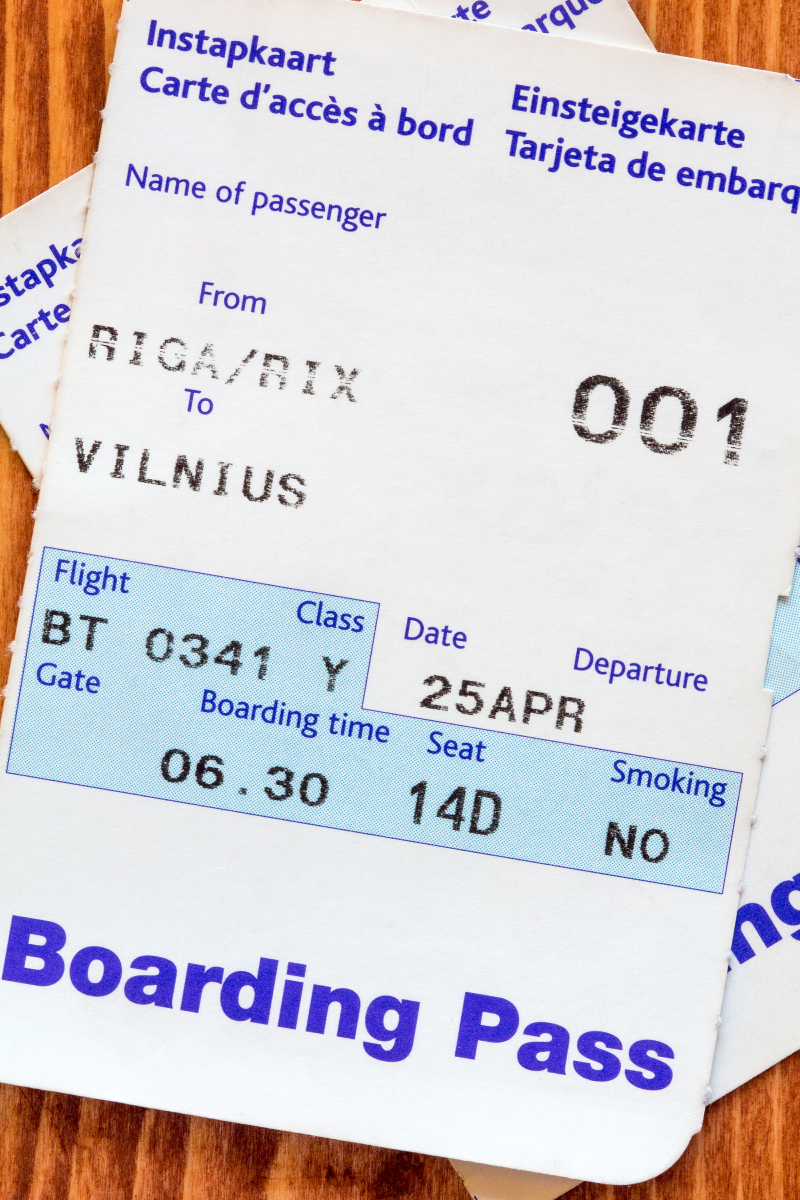 Instapkaart
Carte d'accès à bord
Einsteigekarte
Tarjeta de embarq
Name of passenger
From
RIGA/RIX
001
To
VILNIUS
Flight Class Date Departure
BT 0341 Y 25APR
Gate Boarding time Seat Smoking
06.30 14D NO
Boarding Pass
stapka
Carte
te
arque
ng